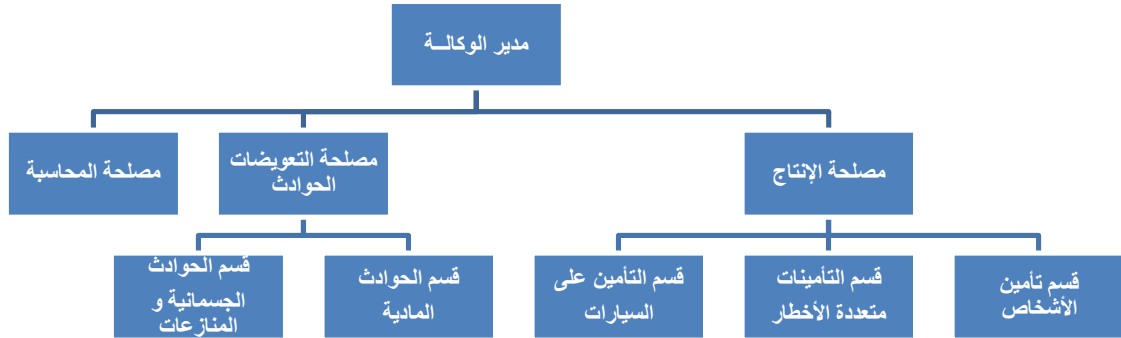 مدير الوكالــة
مصلحة الإنتاج
مصلحة التعويضات
الحوادث
مصلحة المحاسبة
قسم تأمين
الأشخاص
قسم التأمينات
متعددة الأخطار
قسم التأمين على
السيارات
قسم الحوادث
المادية
قسم الحوادث
الجسمانية و
المنازعات